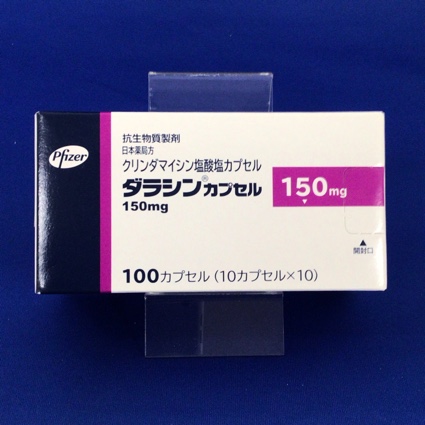 Pfizer
抗生物質製剤
日本薬局方
クリンダマイシン塩酸塩カプセル
ダラシン®カプセル 150mg
150mg
100カプセル(10カプセル×10)
▲
開封口